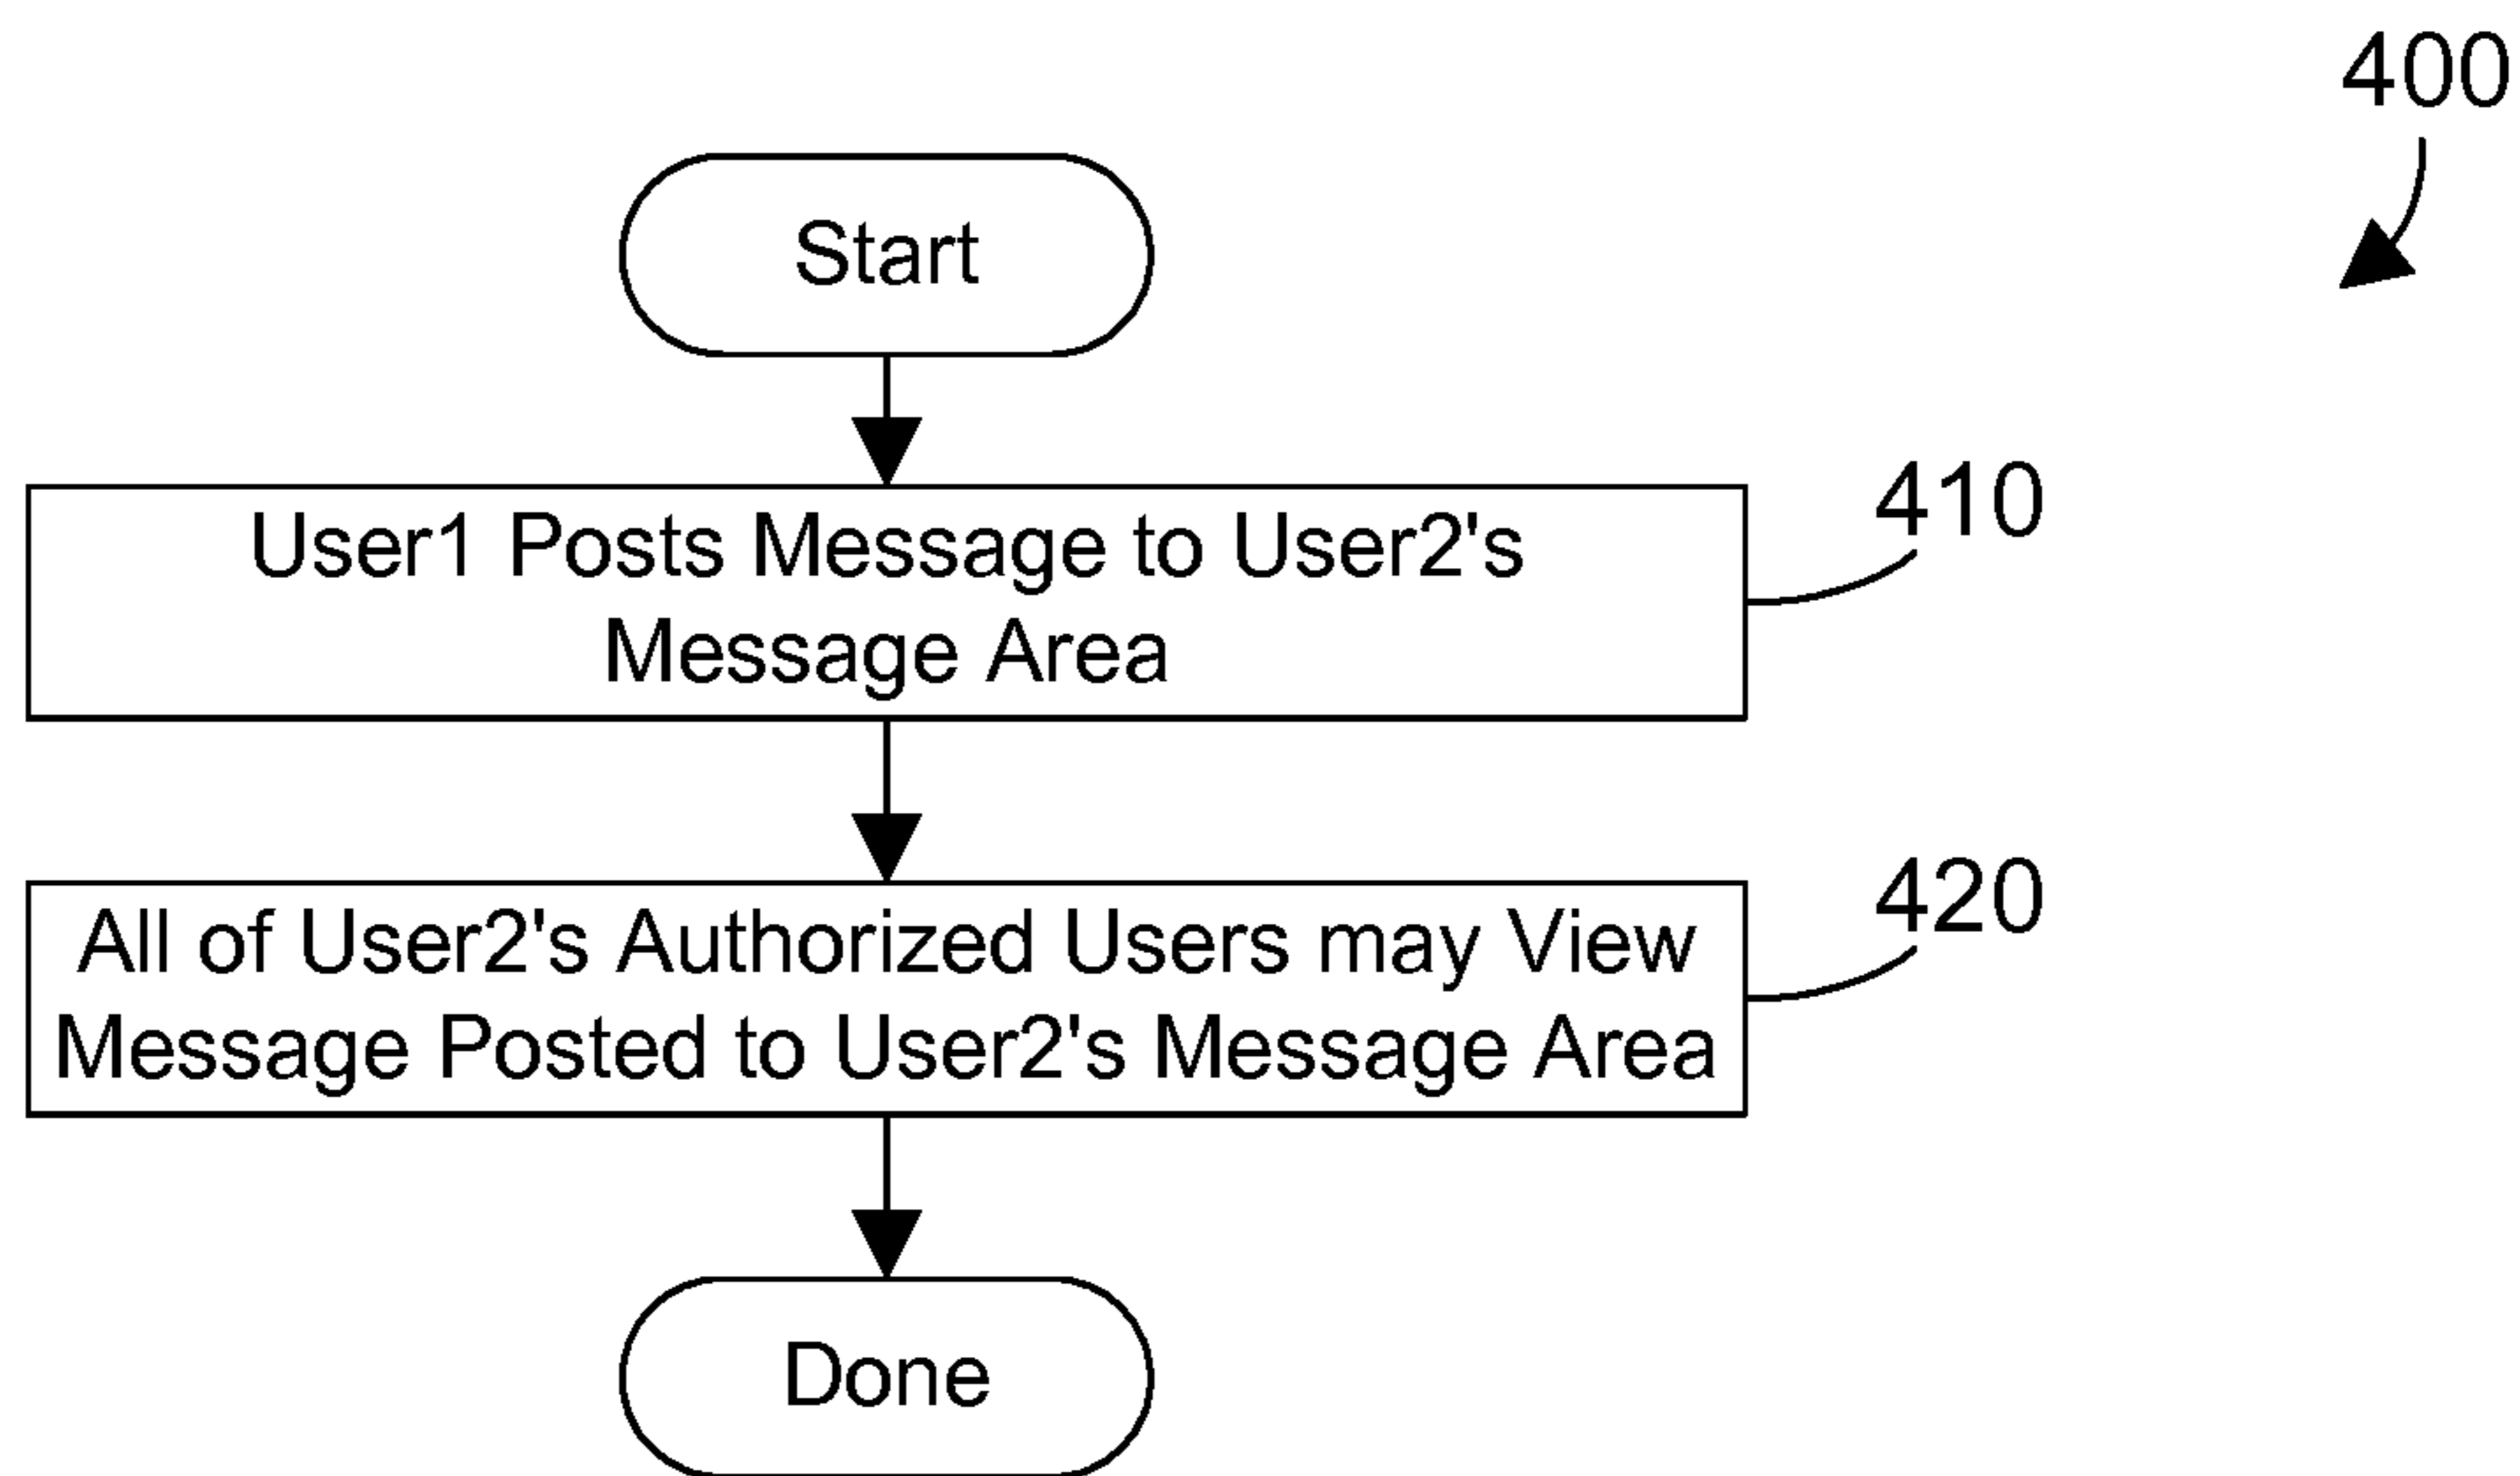 400
Start
410
User1 Posts Message to User2's
Message Area
420
All of User2's Authorized Users may View
Message Posted to User2's Message Area
Done